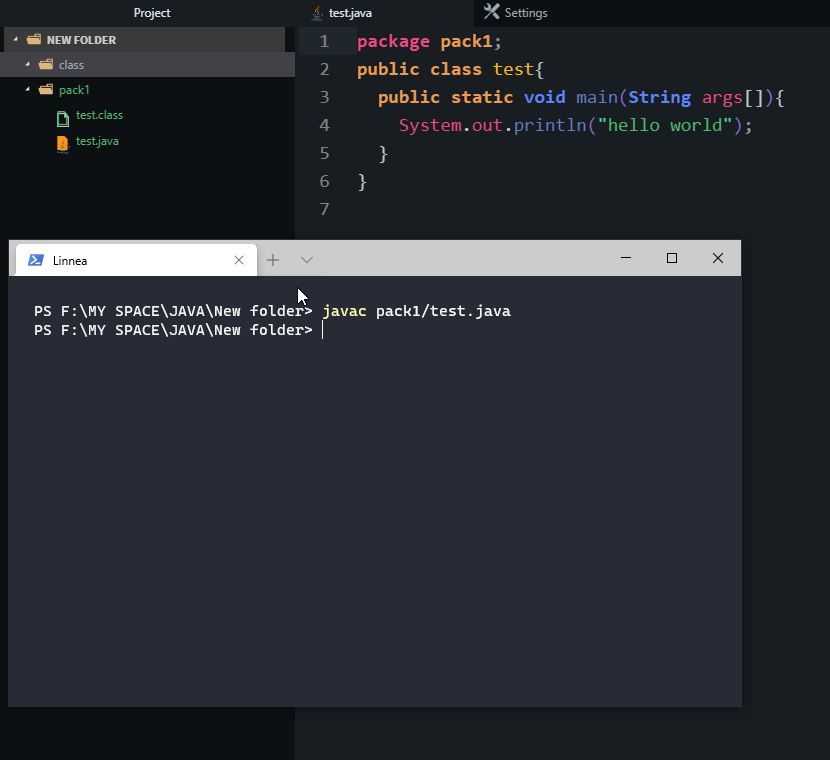 Project
NEW FOLDER
class
pack1
test.class
test.java
test.java
Settings
1 package pack1;
2 public class test{
3 public static void main(String args[]){
4 System.out.println("hello world");
5 }
6 }
7
Linnea
PS F:\MY SPACE\JAVA\New folder> javac pack1/test.java
PS F:\MY SPACE\JAVA\New folder>